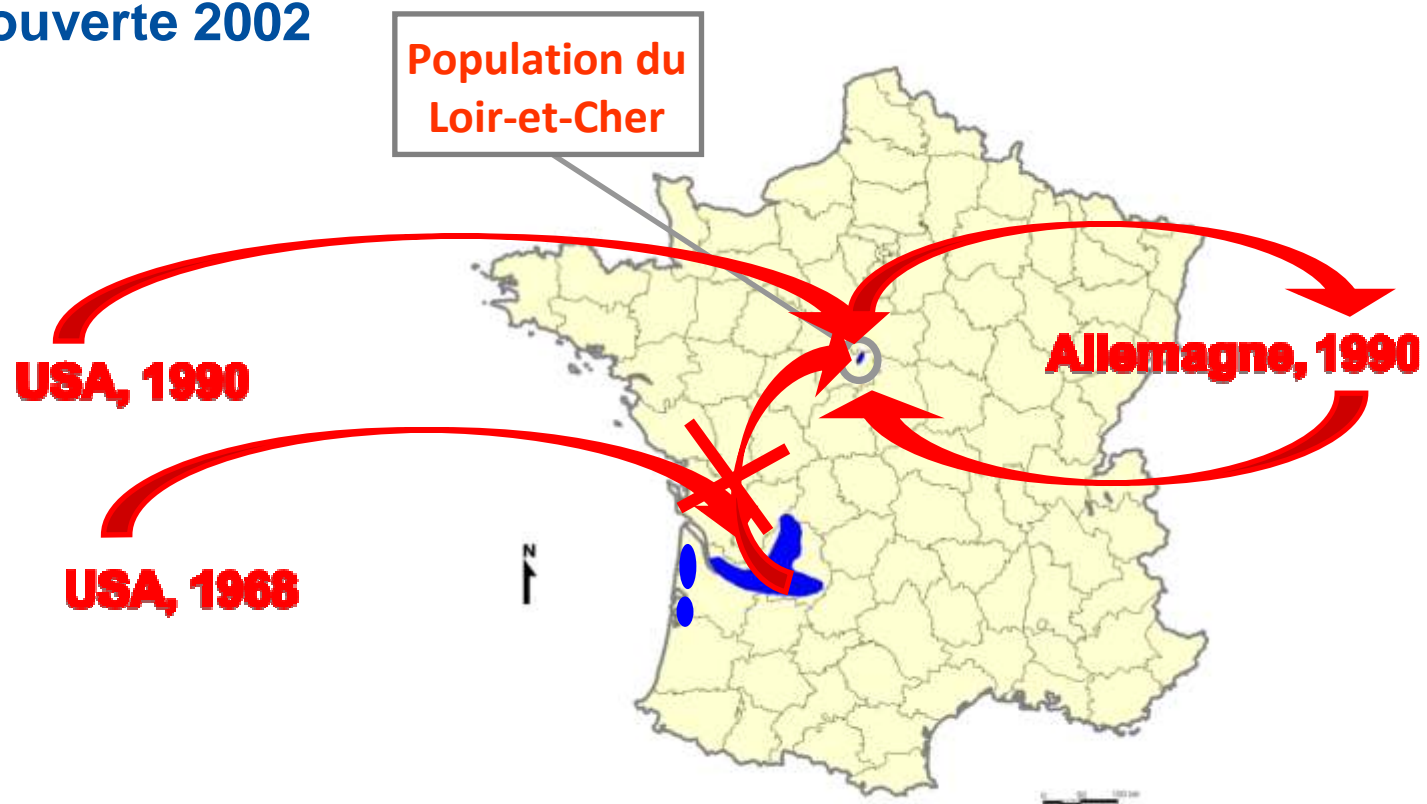 ouverte 2002
Population du
Loir-et-Cher
USA, 1990
Allemagne, 1990
USA, 1968
N